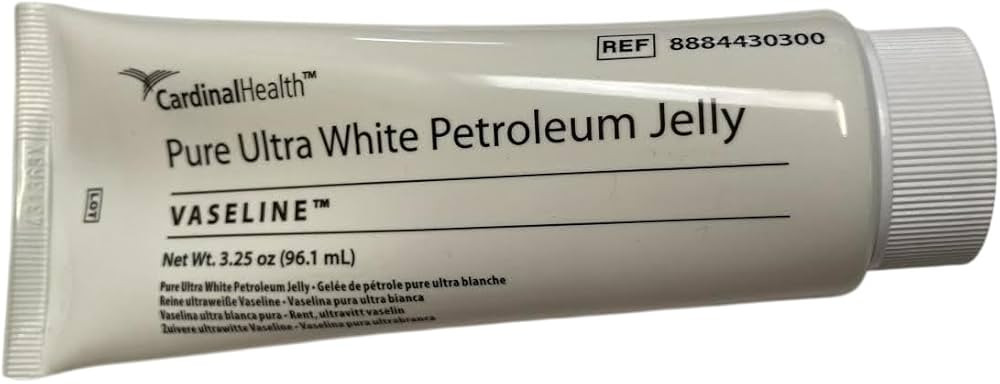 REF 8884430300
CardinalHealth™
Pure Ultra White Petroleum Jelly
VASELINE™
LOT
Net Wt. 3.25 oz (96.1 mL)
Pure Ultra White Petroleum Jelly • Gelée de pétrole pure ultra blanche
Reine ultraweiße Vaseline • Vaselina pura ultra bianca
Vaselina ultra blanca pura • Rent, ultravitt vaselin
Zuivere ultrawitte Vaseline • Vaselina pura ultrabranca